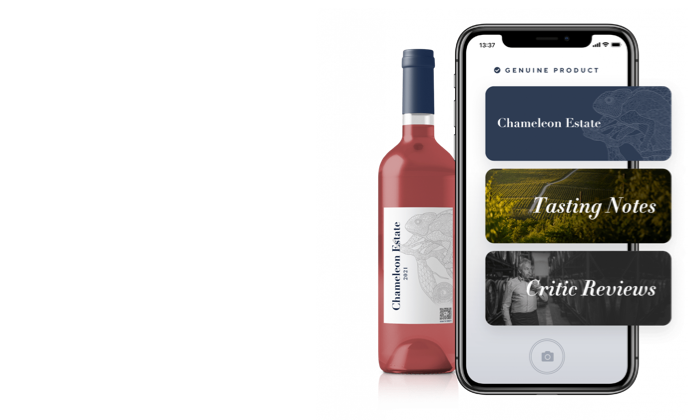 13:37
GENUINE PRODUCT
Chameleon Estate
Tasting Notes
Critic Reviews
Chameleon Estate
2021